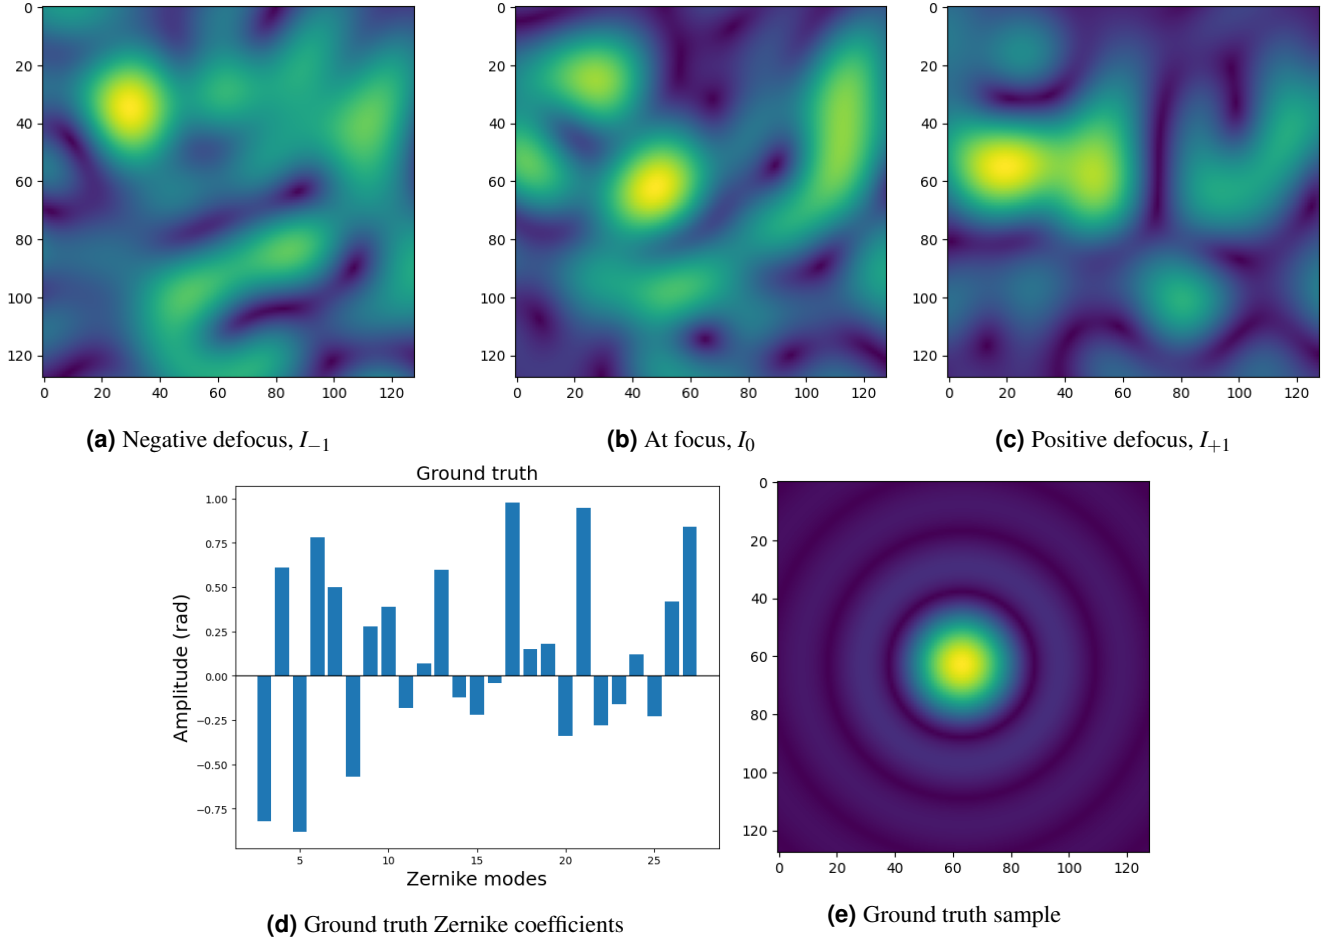 0
20
40
60
80
100
120
0 20 40 60 80 100 120
(a) Negative defocus, I−1
0
20
40
60
80
100
120
0 20 40 60 80 100 120
(b) At focus, I0
0
20
40
60
80
100
120
0 20 40 60 80 100 120
(c) Positive defocus, I+1
Ground truth
Amplitude (rad)
1.00
0.75
0.50
0.25
0.00
−0.25
−0.50
−0.75
5 10 15 20 25
Zernike modes
(d) Ground truth Zernike coefficients
0
20
40
60
80
100
120
0 20 40 60 80 100 120
(e) Ground truth sample